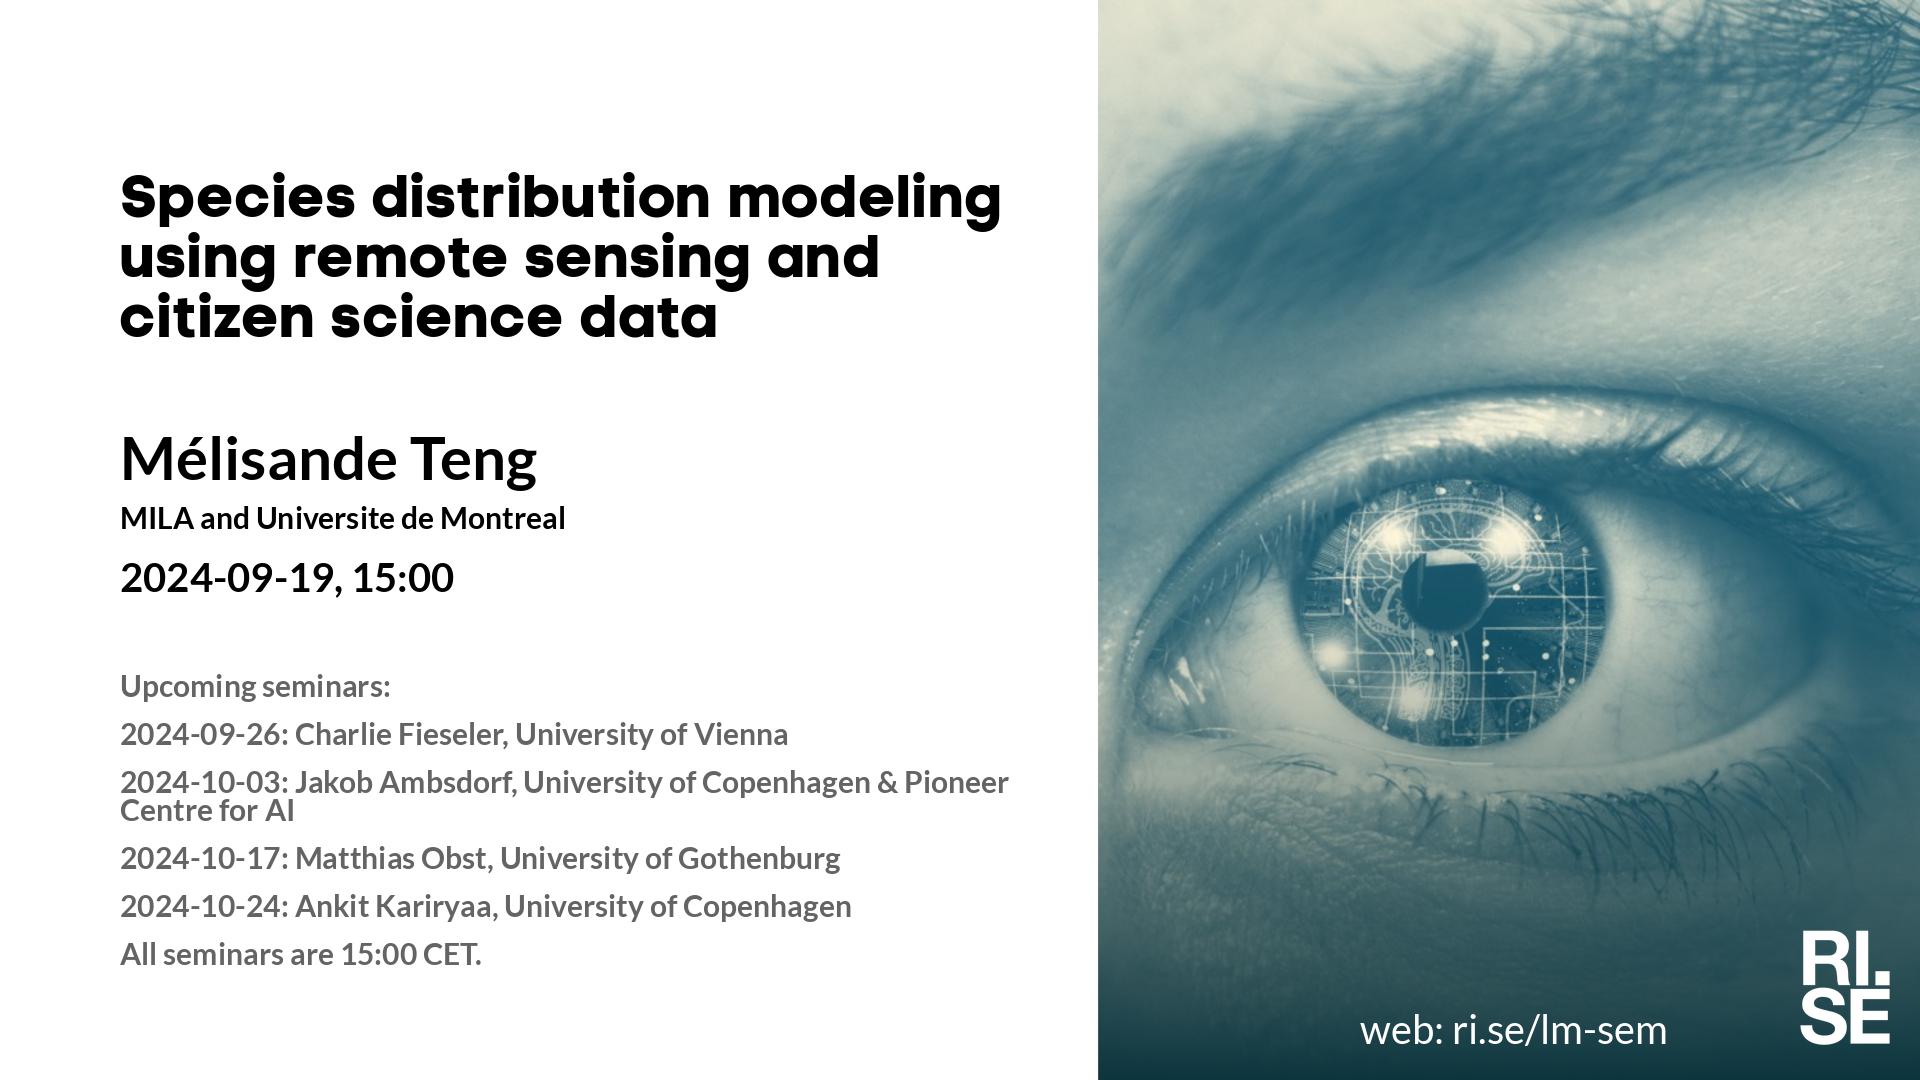 Species distribution modeling
using remote sensing and
citizen science data
Mélisande Teng
MILA and Universite de Montreal
2024-09-19, 15:00
Upcoming seminars:
2024-09-26: Charlie Fieseler, University of Vienna
2024-10-03: Jakob Ambsdorf, University of Copenhagen & Pioneer
Centre for AI
2024-10-17: Matthias Obst, University of Gothenburg
2024-10-24: Ankit Kariryaa, University of Copenhagen
All seminars are 15:00 CET.
web: ri.se/lm-sem
RI.
SE